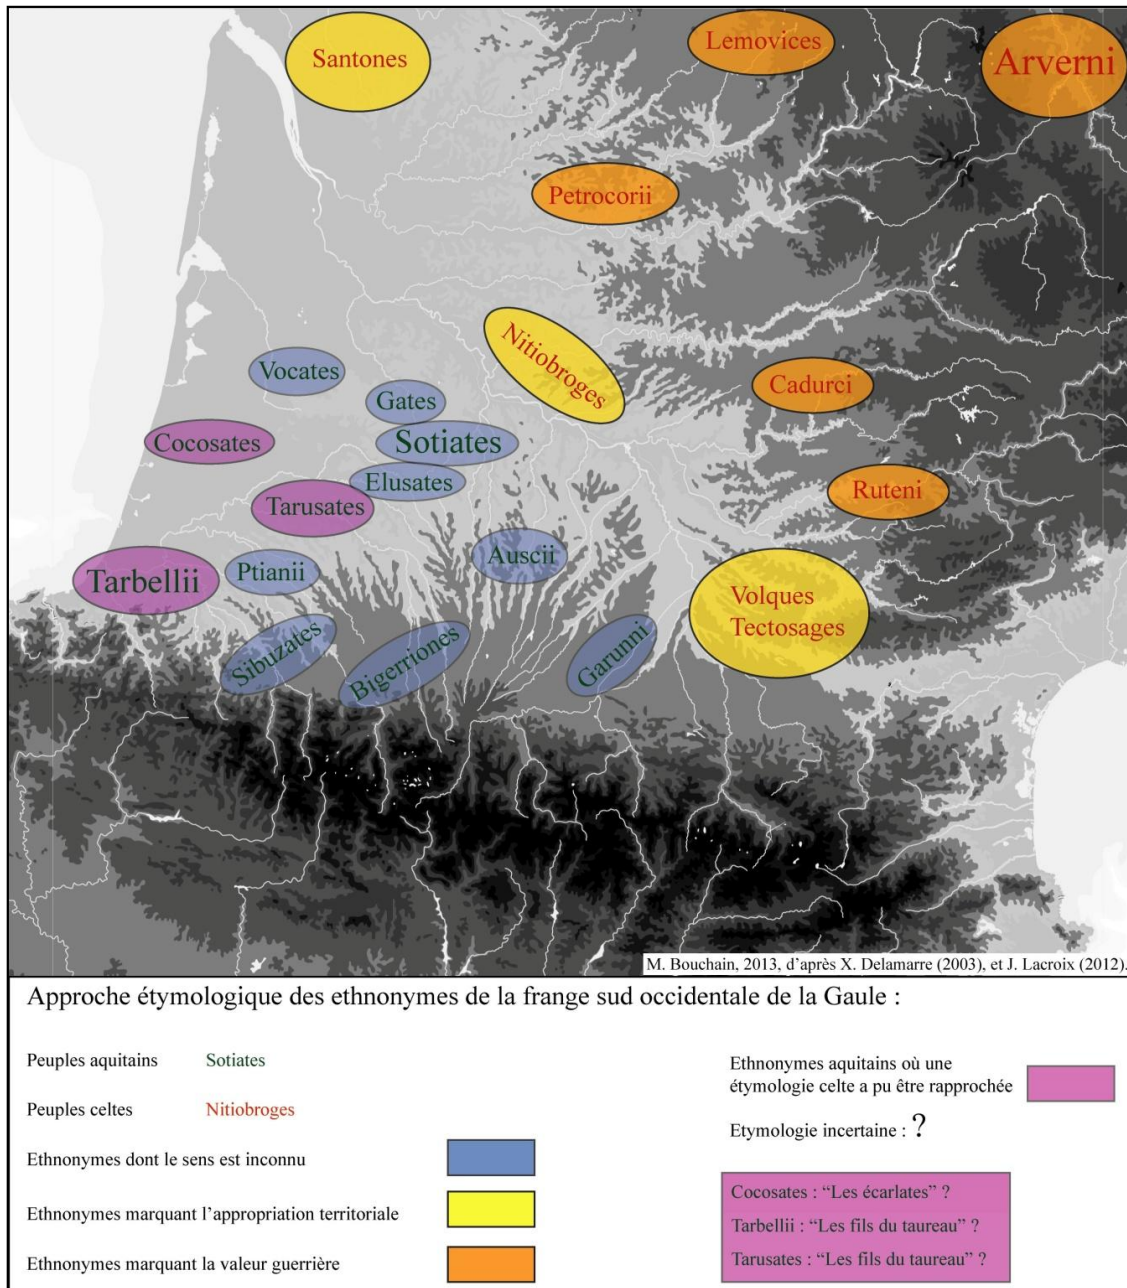 Santones
Lemovices
Arverni
Petrocorii
Nitiobroges
Vocates
Cadurci
Gates
Cocosates
Sotiates
Elusates
Ruteni
Tarusates
Auscii
Tarbellii
Ptianii
Volques
Tectosages
Sibuzates
Bigerriones
Garunni
M. Bouchain, 2013, d’après X. Delamarre (2003), et J. Lacroix (2012).
Approche étymologique des ethnonymes de la frange sud occidentale de la Gaule :
Peuples aquitains Sotiates
Peuples celtes Nitiobroges
Ethnonymes dont le sens est inconnu
Ethnonymes marquant l’appropriation territoriale
Ethnonymes marquant la valeur guerrière
Ethnonymes aquitains où une
étymologie celte a pu être rapprochée
Etymologie incertaine : ?
Cocosates : “Les écarlates” ?
Tarbellii : “Les fils du taureau” ?
Tarusates : “Les fils du taureau” ?